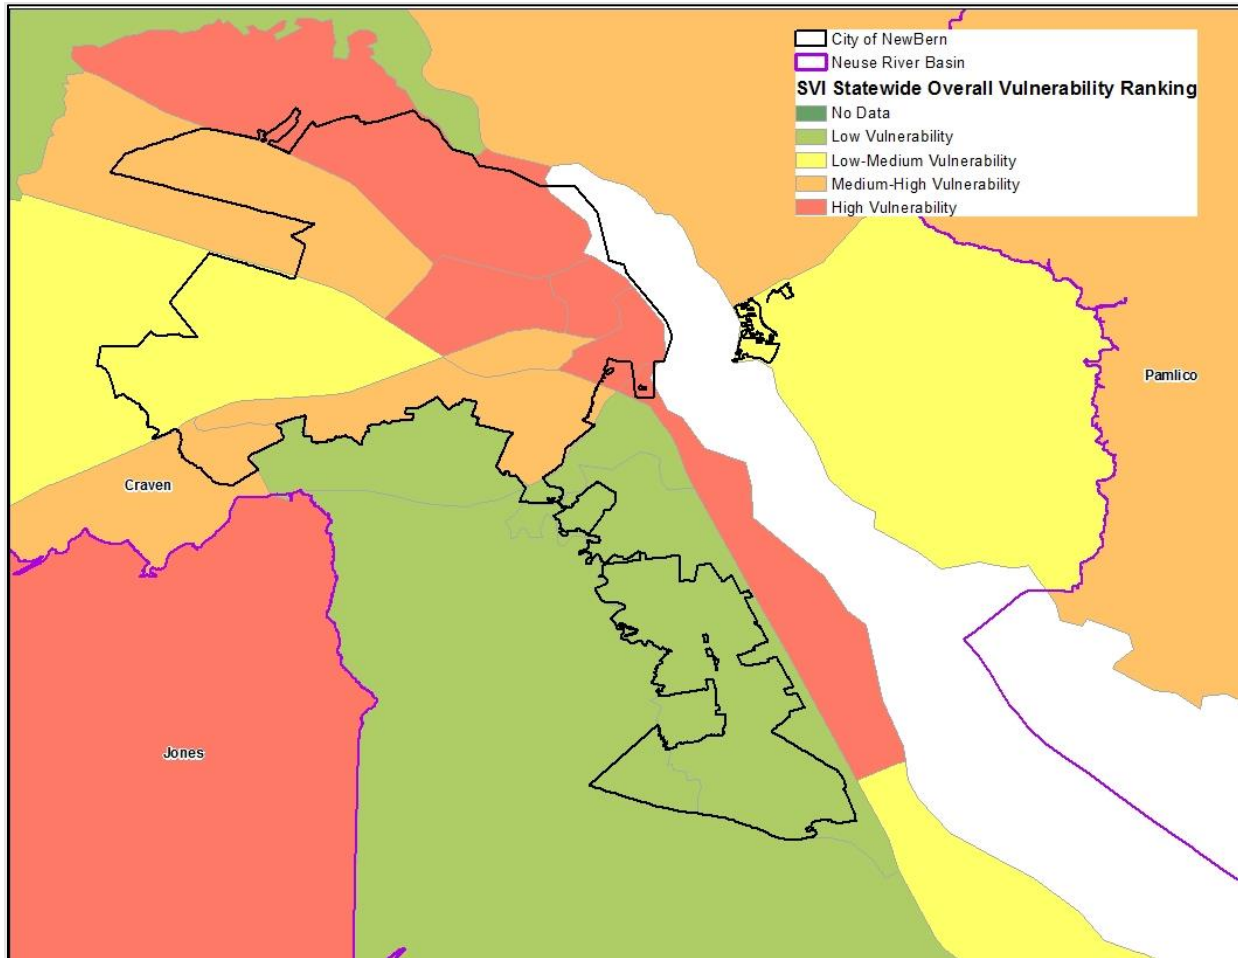 City of NewBern
Neuse River Basin
SVI Statewide Overall Vulnerability Ranking
No Data
Low Vulnerability
Low-Medium Vulnerability
Medium-High Vulnerability
High Vulnerability
Pamlico
Craven
Jones